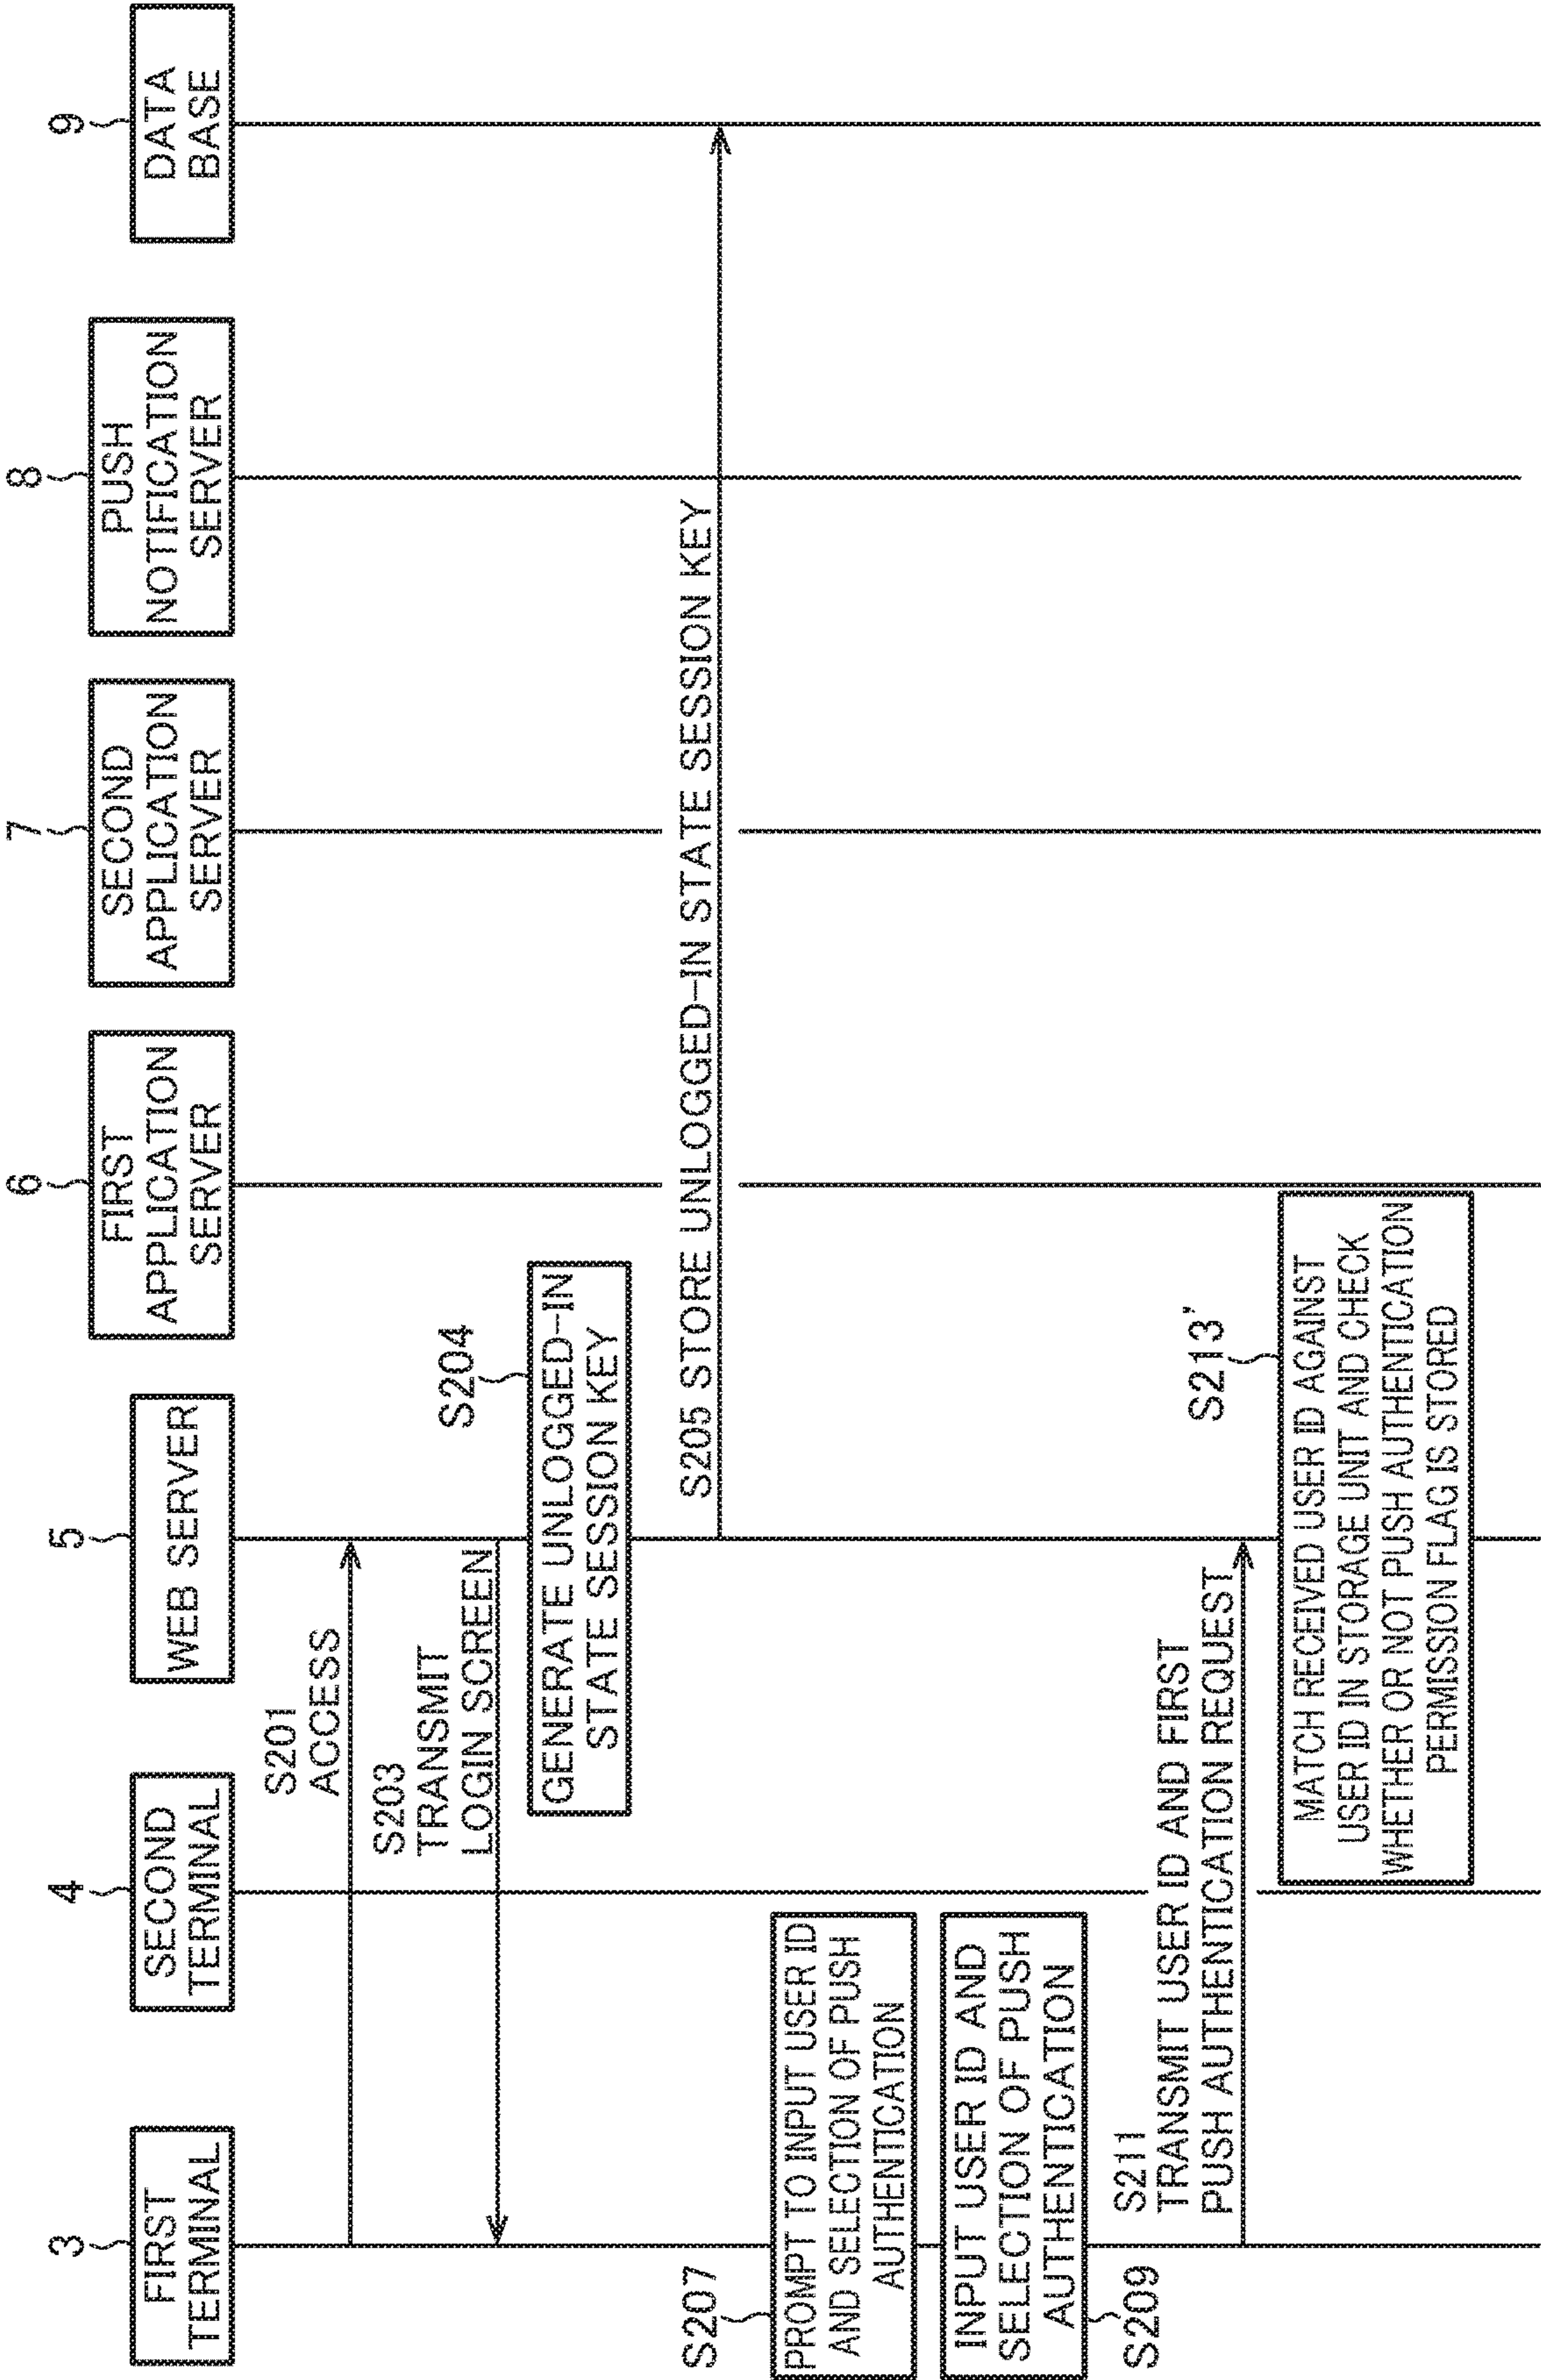 3
FIRST
TERMINAL
4
SECOND
TERMINAL
5
WEB SERVER
6
FIRST
APPLICATION
SERVER
7
SECOND
APPLICATION
SERVER
8
PUSH
NOTIFICATION
SERVER
9
DATA
BASE
S201
ACCESS
S203
TRANSMIT
LOGIN SCREEN
S204
GENERATE UNLOGGED-IN
STATE SESSION KEY
S205 STORE UNLOGGED-IN STATE SESSION KEY
S207
PROMPT TO INPUT USER ID
AND SELECTION OF PUSH
AUTHENTICATION
INPUT USER ID AND
SELECTION OF PUSH
AUTHENTICATION
S209
S211
TRANSMIT USER ID AND FIRST
PUSH AUTHENTICATION REQUEST
S213'
MATCH RECEIVED USER ID AGAINST
USER ID IN STORAGE UNIT AND CHECK
WHETHER OR NOT PUSH AUTHENTICATION
PERMISSION FLAG IS STORED